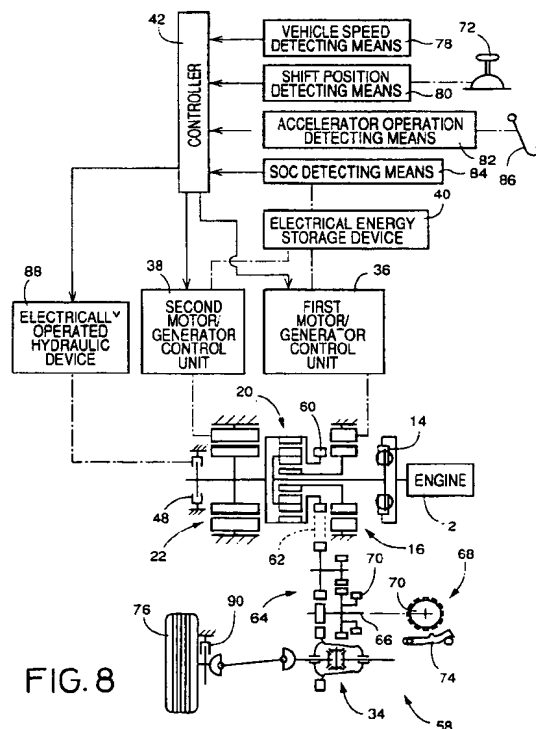 42
VEHICLE SPEED
DETECTING MEANS
78
72
SHIFT POSITION
DETECTING MEANS
80
CONTROLLER
ACCELERATOR OPERATION
DETECTING MEANS
82
86
SOC DETECTING MEANS
84
40
ELECTRICAL ENERGY
STORAGE DEVICE
88
38
36
ELECTRICALLY
OPERATED
HYDRAULIC
DEVICE
SECOND
MOTOR/
GENERATOR
CONTROL
UNIT
FIRST
MOTOR/
GENERATOR
CONTROL
UNIT
20
60
14
ENGINE
2
48
22
62
16
70
68
64
70
76
90
66
74
FIG. 8
34
58